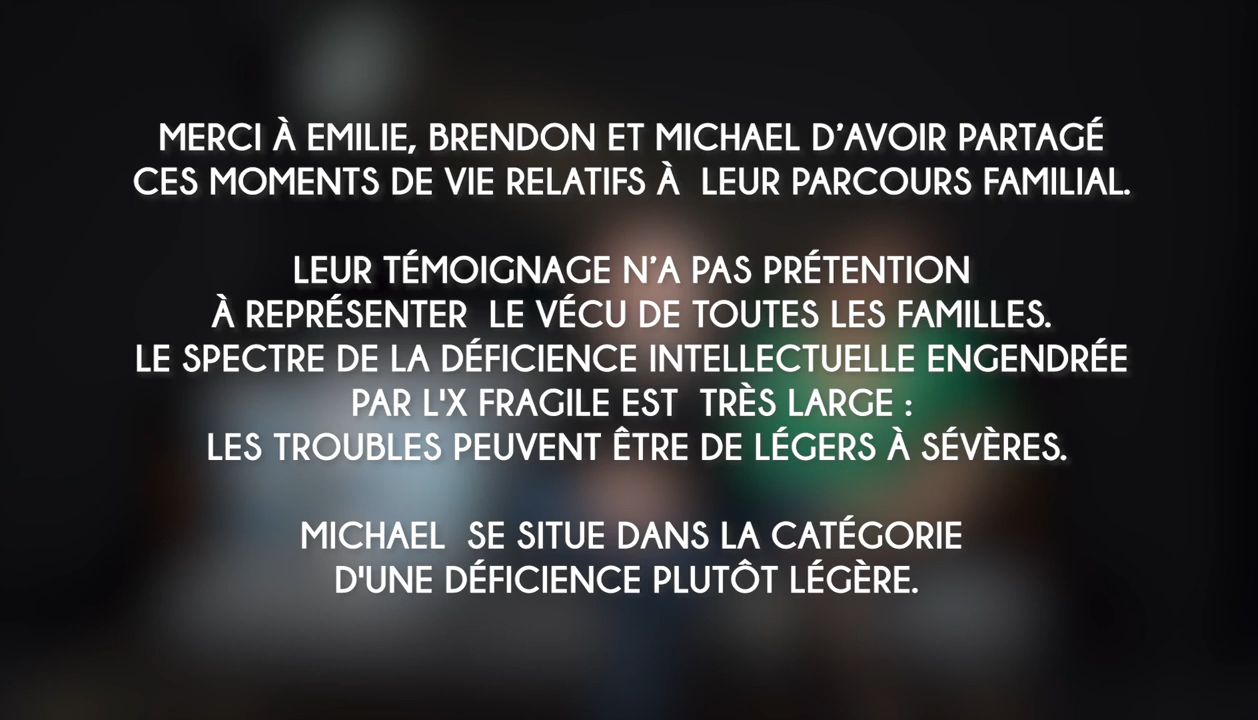 MERCI À EMILIE, BRENDON ET MICHAEL D’AVOIR PARTAGÉ
CES MOMENTS DE VIE RELATIFS À  LEUR PARCOURS FAMILIAL.
LEUR TÉMOIGNAGE N’A PAS PRÉTENTION
À REPRÉSENTER  LE VÉCU DE TOUTES LES FAMILLES.
LE SPECTRE DE LA DÉFICIENCE INTELLECTUELLE ENGENDRÉE
PAR L'X FRAGILE EST  TRÈS LARGE :
LES TROUBLES PEUVENT ÊTRE DE LÉGERS À SÉVÈRES.
MICHAEL  SE SITUE DANS LA CATÉGORIE
D'UNE DÉFICIENCE PLUTÔT LÉGÈRE.